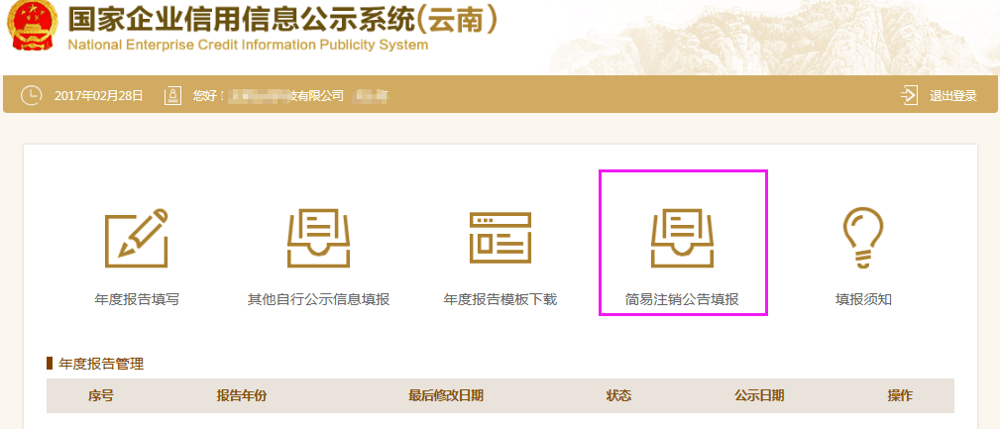 国家企业信用信息公示系统(云南)
National Enterprise Credit Information Publicity System
2017年02月28日 您好： 技有限公司 退出登录
年度报告填写 其他自行公示信息填报 年度报告模板下载 简易注销公告填报 填报须知
年度报告管理
序号 报告年份 最后修改日期 状态 公示日期 操作